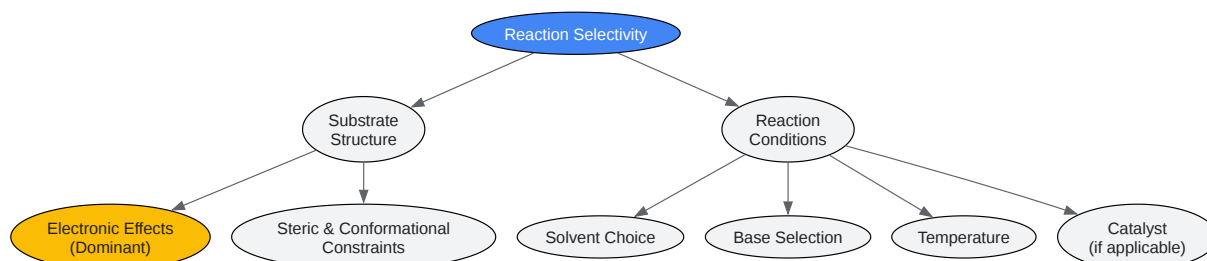 Reaction Selectivity
Substrate
Structure
Reaction
Conditions
Electronic Effects
(Dominant)
Steric & Conformational
Constraints
Solvent Choice
Base Selection
Temperature
Catalyst
(if applicable)